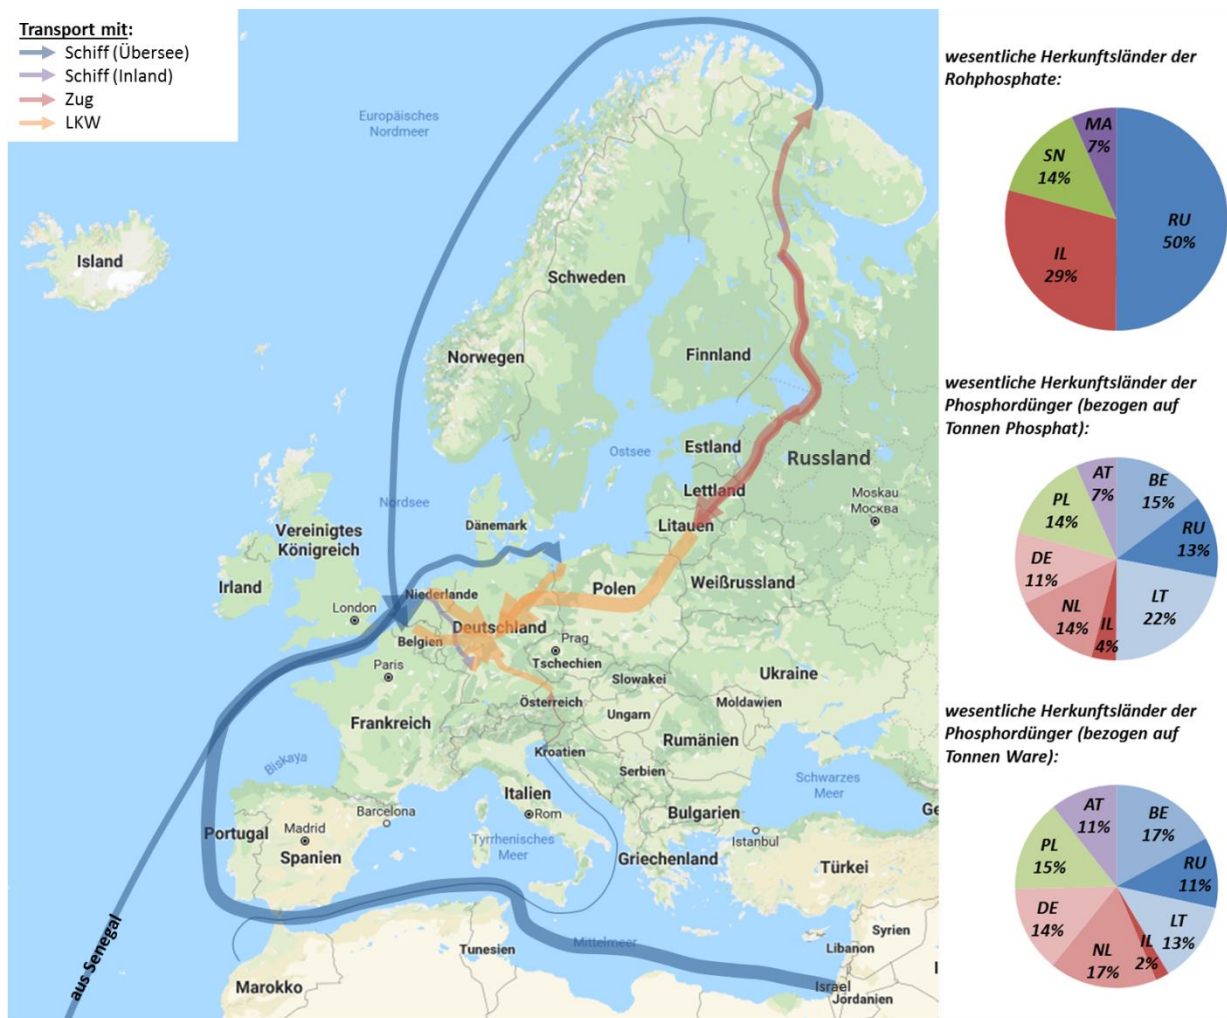 Transport mit:
Schiff (Übersee)
Schiff (Inland)
Zug
LKW
Europäisches
Nordmeer
Island
Schweden
Norwegen
Finnland
Ostsee
Estland
Russland
Lettland
Nordsee
Moskau
Москва
Dänemark
Litauen
Vereinigtes
Königreich
Irland
Niederlande
Polen
Weißrussland
London
Deutschland
Belgien
Prag
Paris
Tschechien
Ukraine
Slowakei
Österreich
Moldawien
Frankreich
Ungarn
Rumänien
Kroatien
Biskaya
Serbien
Schwarzes
Meer
Italien
Bulgarien
Ge
Barcelona
Rom
Portugal
Madrid
Istanbul
Spanien
Tyrrhenisches
Meer
Griechenland
Türkei
aus Senegal
Mittelmeer
Syrien
Libanon
Tunesien
I
Marokko
Israel
Jordanien
wesentliche Herkunftsländer der
Rohphosphate:
MA
7%
SN
14%
RU
50%
IL
29%
wesentliche Herkunftsländer der
Phosphordünger (bezogen auf
Tonnen Phosphat):
AT
7%
BE
15%
PL
14%
RU
13%
DE
11%
LT
22%
NL
14%
IL
4%
wesentliche Herkunftsländer der
Phosphordünger (bezogen auf
Tonnen Ware):
AT
11%
BE
17%
PL
15%
RU
11%
DE
14%
LT
13%
NL
17%
IL
2%